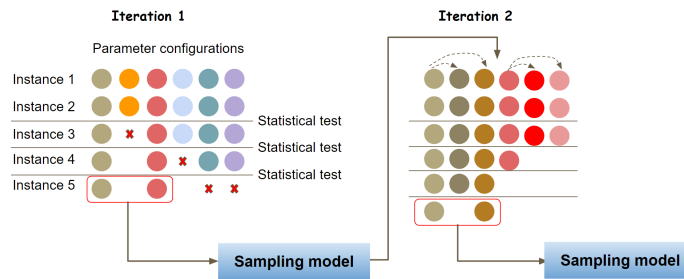 Iteration 1
Iteration 2
Parameter configurations
Instance 1
Instance 2
Statistical test
Instance 3
Statistical test
Instance 4
Statistical test
Instance 5
Sampling model
Sampling model